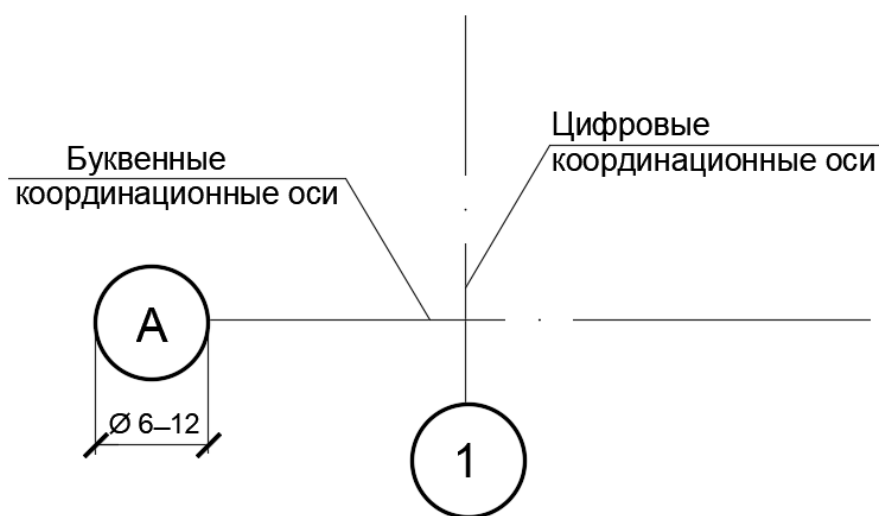 Буквенные
координационные оси
Цифровые
координационные оси
А
Ø 6–12
1